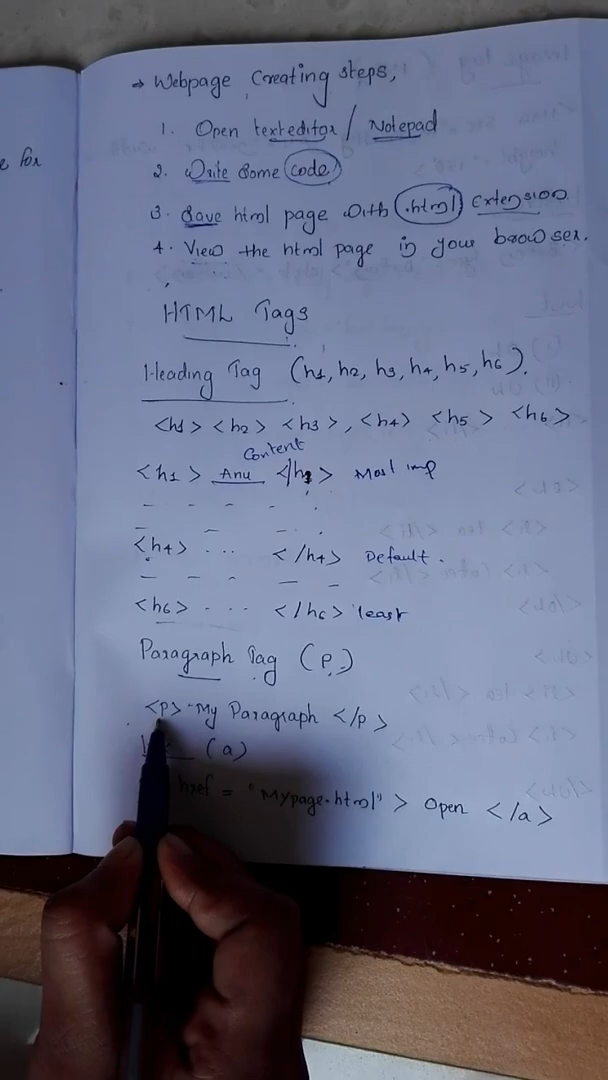 e for
→ Webpage Creating steps,
1. Open texteditor / Notepad
2. Write Some code
3. Save html page with .html extension
4. View the html page in your browser.
HTML Tags
Heading Tag (h1, h2, h3, h4, h5, h6).
<h1> <h2> <h3>, <h4> <h5> <h6>
Content
<h1> Anu </h1> Most imp
<h4> ... </h4> Default.
<h6> ... </h6> least
Paragraph Tag (P)
<p> My Paragraph </p>
(a)
href = "Mypage.html" > Open </a>